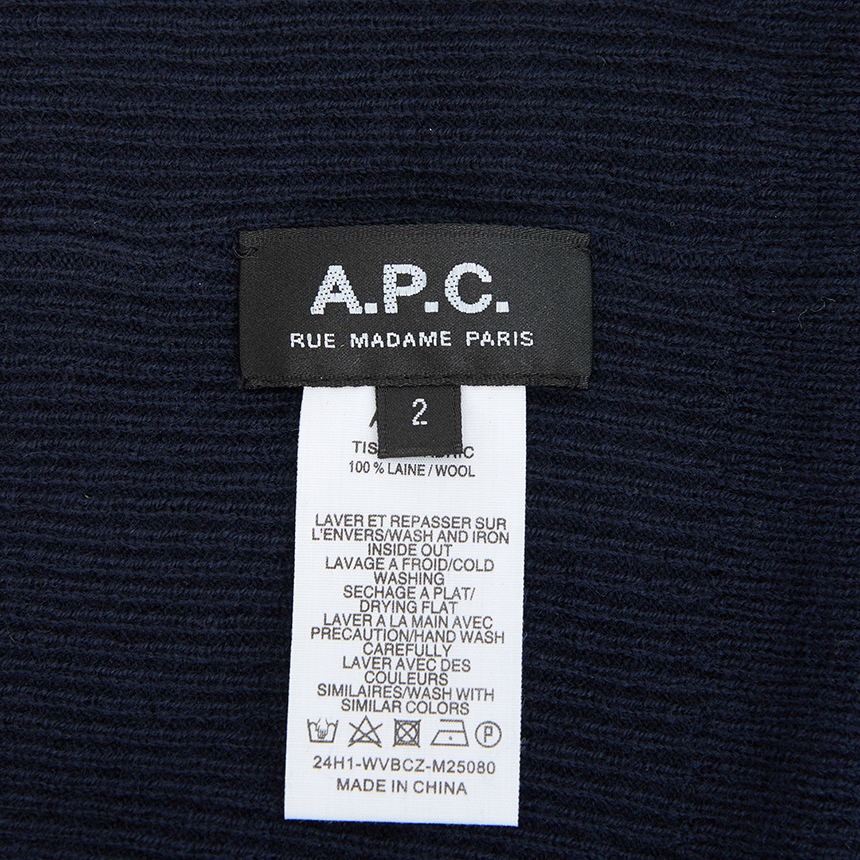 A.P.C.
RUE MADAME PARIS
2
100 % LAINE / WOOL
LAVER ET REPASSER SUR
L'ENVERS/WASH AND IRON
INSIDE OUT
LAVAGE A FROID/COLD
WASHING
SECHAGE A PLAT/
DRYING FLAT
LAVER A LA MAIN AVEC
PRECAUTION/HAND WASH
CAREFULLY
LAVER AVEC DES
COULEURS
SIMILAIRES/WASH WITH
SIMILAR COLORS
P
24H1-WVBCZ-M25080
MADE IN CHINA